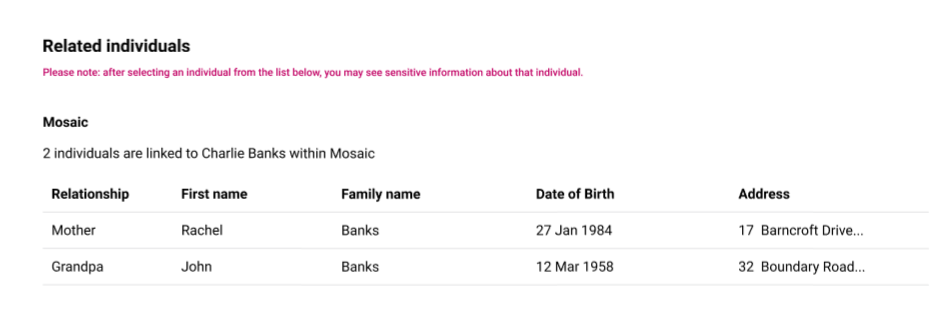 Related individuals
Please note: after selecting an individual from the list below, you may see sensitive information about that individual.
Mosaic
2 individuals are linked to Charlie Banks within Mosaic
Relationship First name Family name Date of Birth Address
Mother Rachel Banks 27 Jan 1984 17 Barncroft Drive...
Grandpa John Banks 12 Mar 1958 32 Boundary Road...